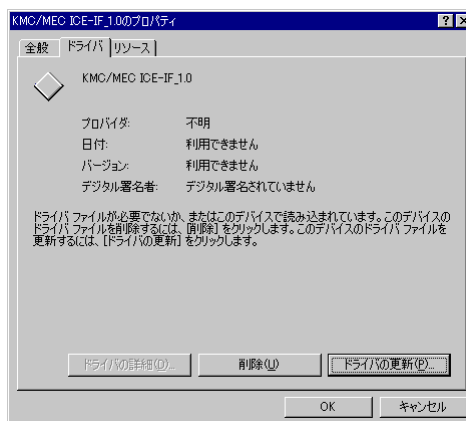 KMC/MEC ICE-IF_1.0のプロパティ
全般 ドライバ リソース
KMC/MEC ICE-IF_1.0
プロバイダ: 不明
日付: 利用できません
バージョン: 利用できません
デジタル署名者: デジタル署名されていません
ドライバ ファイルが必要でないか、またはこのデバイスで読み込まれています。このデバイスの
ドライバ ファイルを削除するには、[削除] をクリックします。このデバイスのドライバ ファイルを
更新するには、[ドライバの更新] をクリックします。
ドライバの詳細(D)... 削除(U) ドライバの更新(P)...
OK キャンセル